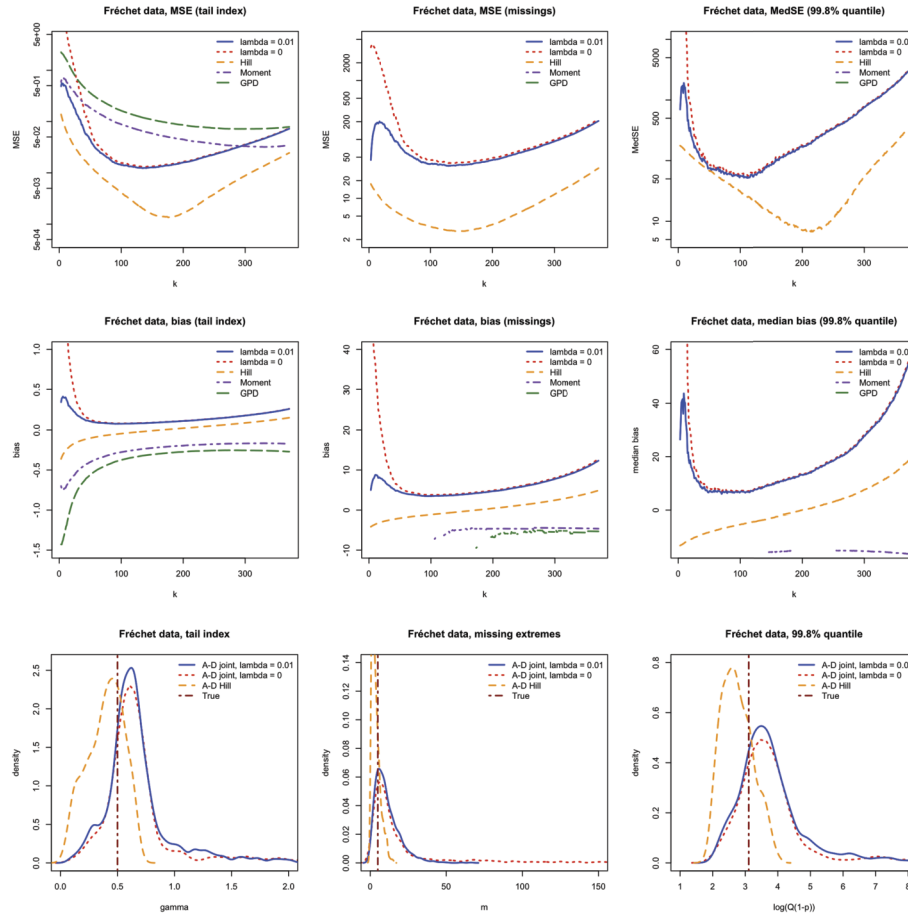 Fréchet data, MSE (tail index)
MSE
5e-04 5e-03 5e-02 5e-01 5e+00
lambda = 0.01
lambda = 0
Hill
Moment
GPD
0 100 200 300
k
Fréchet data, MSE (missings)
MSE
2 5 10 20 50 200 500 2000
lambda = 0.01
lambda = 0
Hill
0 100 200 300
k
Fréchet data, MedSE (99.8% quantile)
MedSE
5 10 50 500 5000
lambda = 0.0
lambda = 0
Hill
Moment
GPD
0 100 200 300
k
Fréchet data, bias (tail index)
bias
-1.5 -1.0 -0.5 0.0 0.5 1.0
lambda = 0.01
lambda = 0
Hill
Moment
GPD
0 100 200 300
k
Fréchet data, bias (missings)
bias
-10 0 10 20 30 40
lambda = 0.01
lambda = 0
Hill
Moment
GPD
0 100 200 300
k
Fréchet data, median bias (99.8% quantile)
median bias
0 20 40 60
lambda = 0.0
lambda = 0
Hill
Moment
GPD
0 100 200 300
k
Fréchet data, tail index
density
0.0 0.5 1.0 1.5 2.0 2.5
A-D joint, lambda = 0.01
A-D joint, lambda = 0
A-D Hill
True
0.0 0.5 1.0 1.5 2.0
gamma
Fréchet data, missing extremes
density
0.00 0.02 0.04 0.06 0.08 0.10 0.12 0.14
A-D joint, lambda = 0.01
A-D joint, lambda = 0
A-D Hill
True
0 50 100 150
m
Fréchet data, 99.8% quantile
density
0.0 0.2 0.4 0.6 0.8
A-D joint, lambda = 0.0
A-D joint, lambda = 0
A-D Hill
True
1 2 3 4 5 6 7 8
log(Q(1-p))